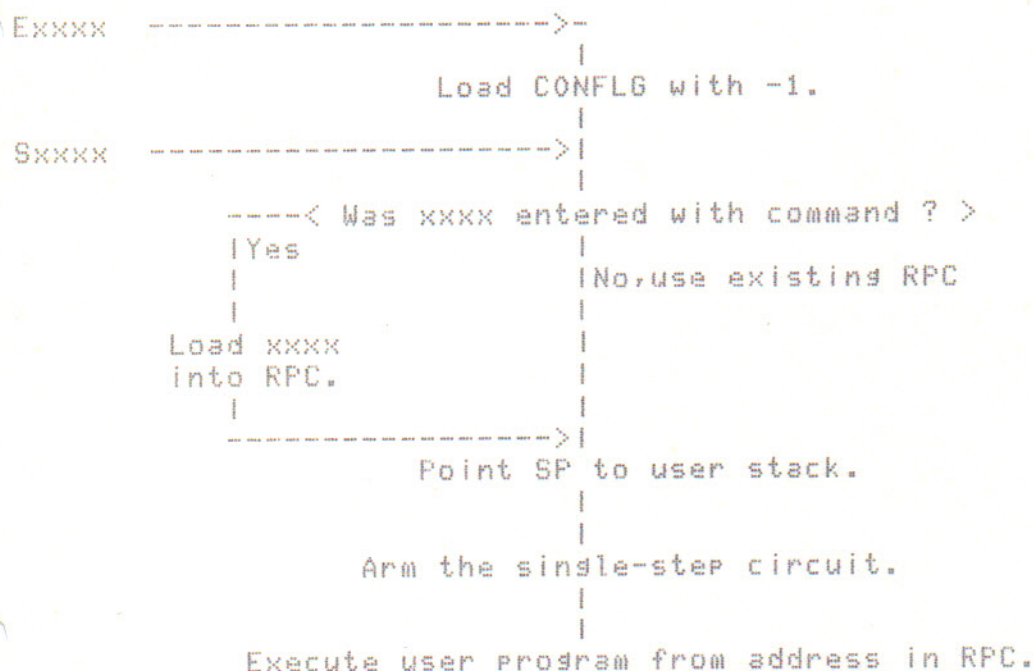 Exxxx ---------------------->-
Load CONFLG with -1.
Sxxxx --------------------->|
----< Was xxxx entered with command ? >
|Yes
|No,use existing RPC
Load xxxx
into RPC.
----------------->|
Point SP to user stack.
Arm the single-step circuit.
Execute user program from address in RPC.